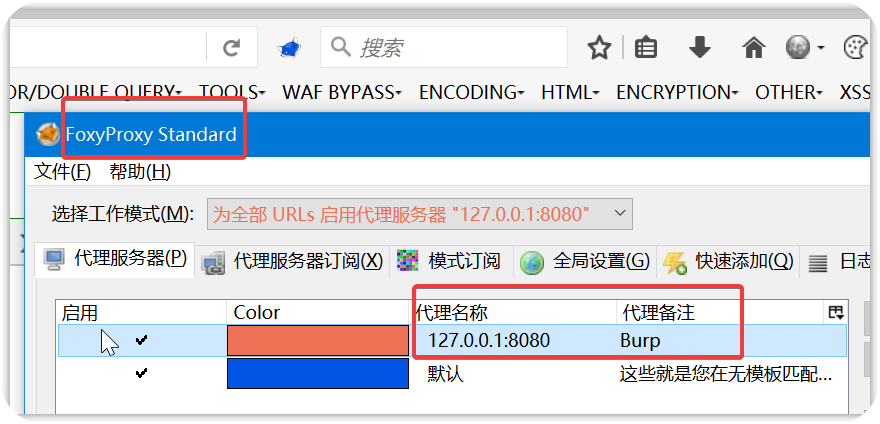 搜索
OR/DOUBLE QUERY TOOLS WAF BYPASS ENCODING HTML ENCRYPTION OTHER XSS
FoxyProxy Standard
文件(F) 帮助(H)
选择工作模式(M): 为全部 URLs 启用代理服务器 "127.0.0.1:8080"
代理服务器(P) 代理服务器订阅(X) 模式订阅 全局设置(G) 快速添加(Q) 日志
启用 Color 代理名称 代理备注
127.0.0.1:8080 Burp
默认 这些就是您在无模板匹配...